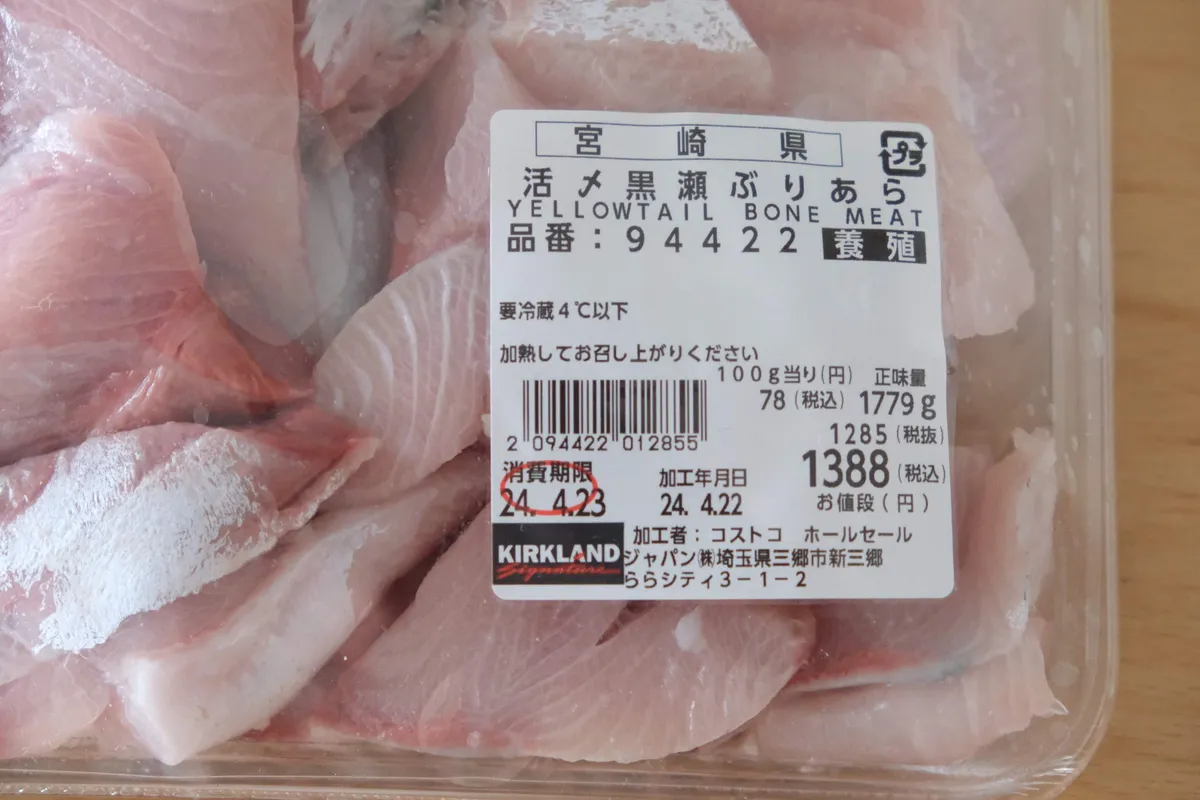 宮崎県
プラ
活〆黒瀬ぶりあら
YELLOWTAIL BONE MEAT
品番：94422 養殖
要冷蔵4℃以下
加熱してお召し上がりください
100g当り(円) 正味量
78(税込) 1779g
1285(税抜)
1388(税込)
お値段(円)
2 094422 012855
消費期限 加工年月日
24. 4.23 24. 4.22
KIRKLAND
Signature
加工者：コストコ ホールセール
ジャパン㈱埼玉県三郷市新三郷
ららシティ3-1-2